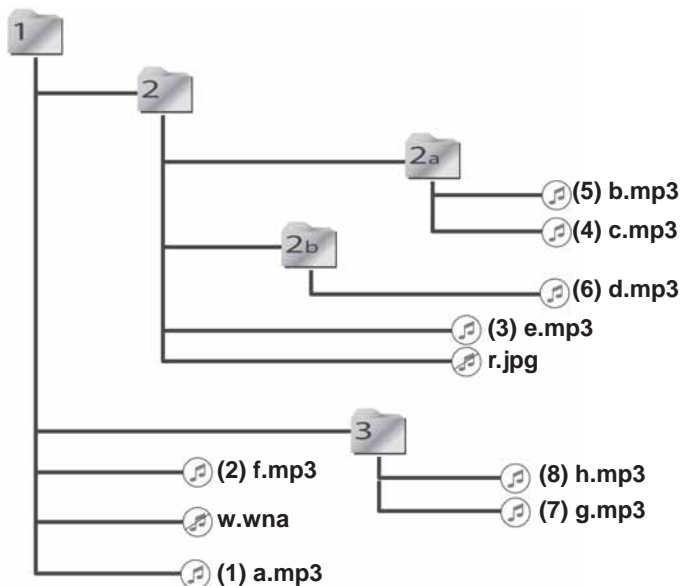 1
2
2a
(5) b.mp3
(4) c.mp3
2b
(6) d.mp3
(3) e.mp3
r.jpg
3
(2) f.mp3
(8) h.mp3
w.wna
(7) g.mp3
(1) a.mp3